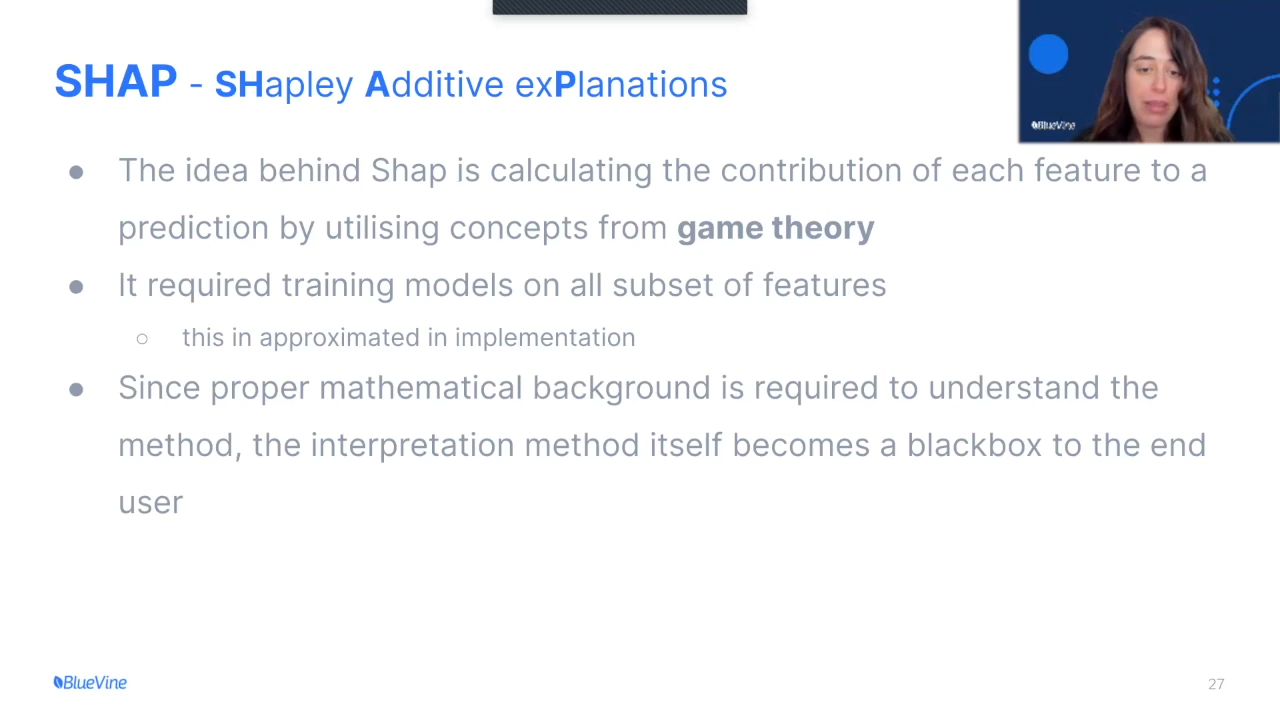 SHAP - SHapley Additive exPlanations
BlueVine
The idea behind Shap is calculating the contribution of each feature to a
prediction by utilising concepts from game theory
It required training models on all subset of features
this in approximated in implementation
Since proper mathematical background is required to understand the
method, the interpretation method itself becomes a blackbox to the end
user
BlueVine
27